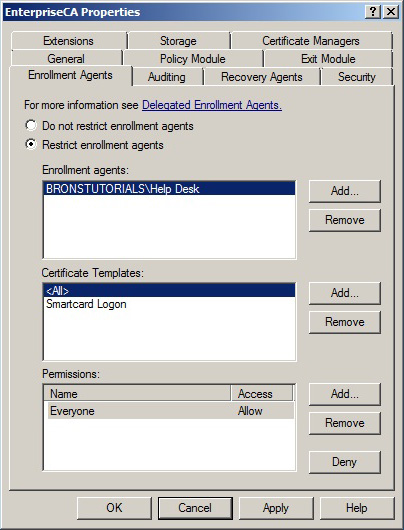 EnterpriseCA Properties
Extensions Storage Certificate Managers
General Policy Module Exit Module
Enrollment Agents Auditing Recovery Agents Security
For more information see Delegated Enrollment Agents.
Do not restrict enrollment agents
Restrict enrollment agents
Enrollment agents:
BRONSTUTORIALS\Help Desk
Add...
Remove
Certificate Templates:
<All>
Smartcard Logon
Add...
Remove
Permissions:
Name Access
Everyone Allow
Add...
Remove
Deny
OK Cancel Apply Help